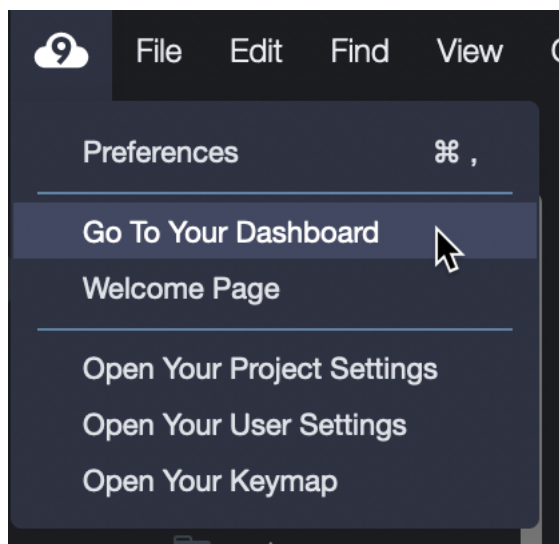 9 File Edit Find View
Preferences ⌘ ,
Go To Your Dashboard
Welcome Page
Open Your Project Settings
Open Your User Settings
Open Your Keymap